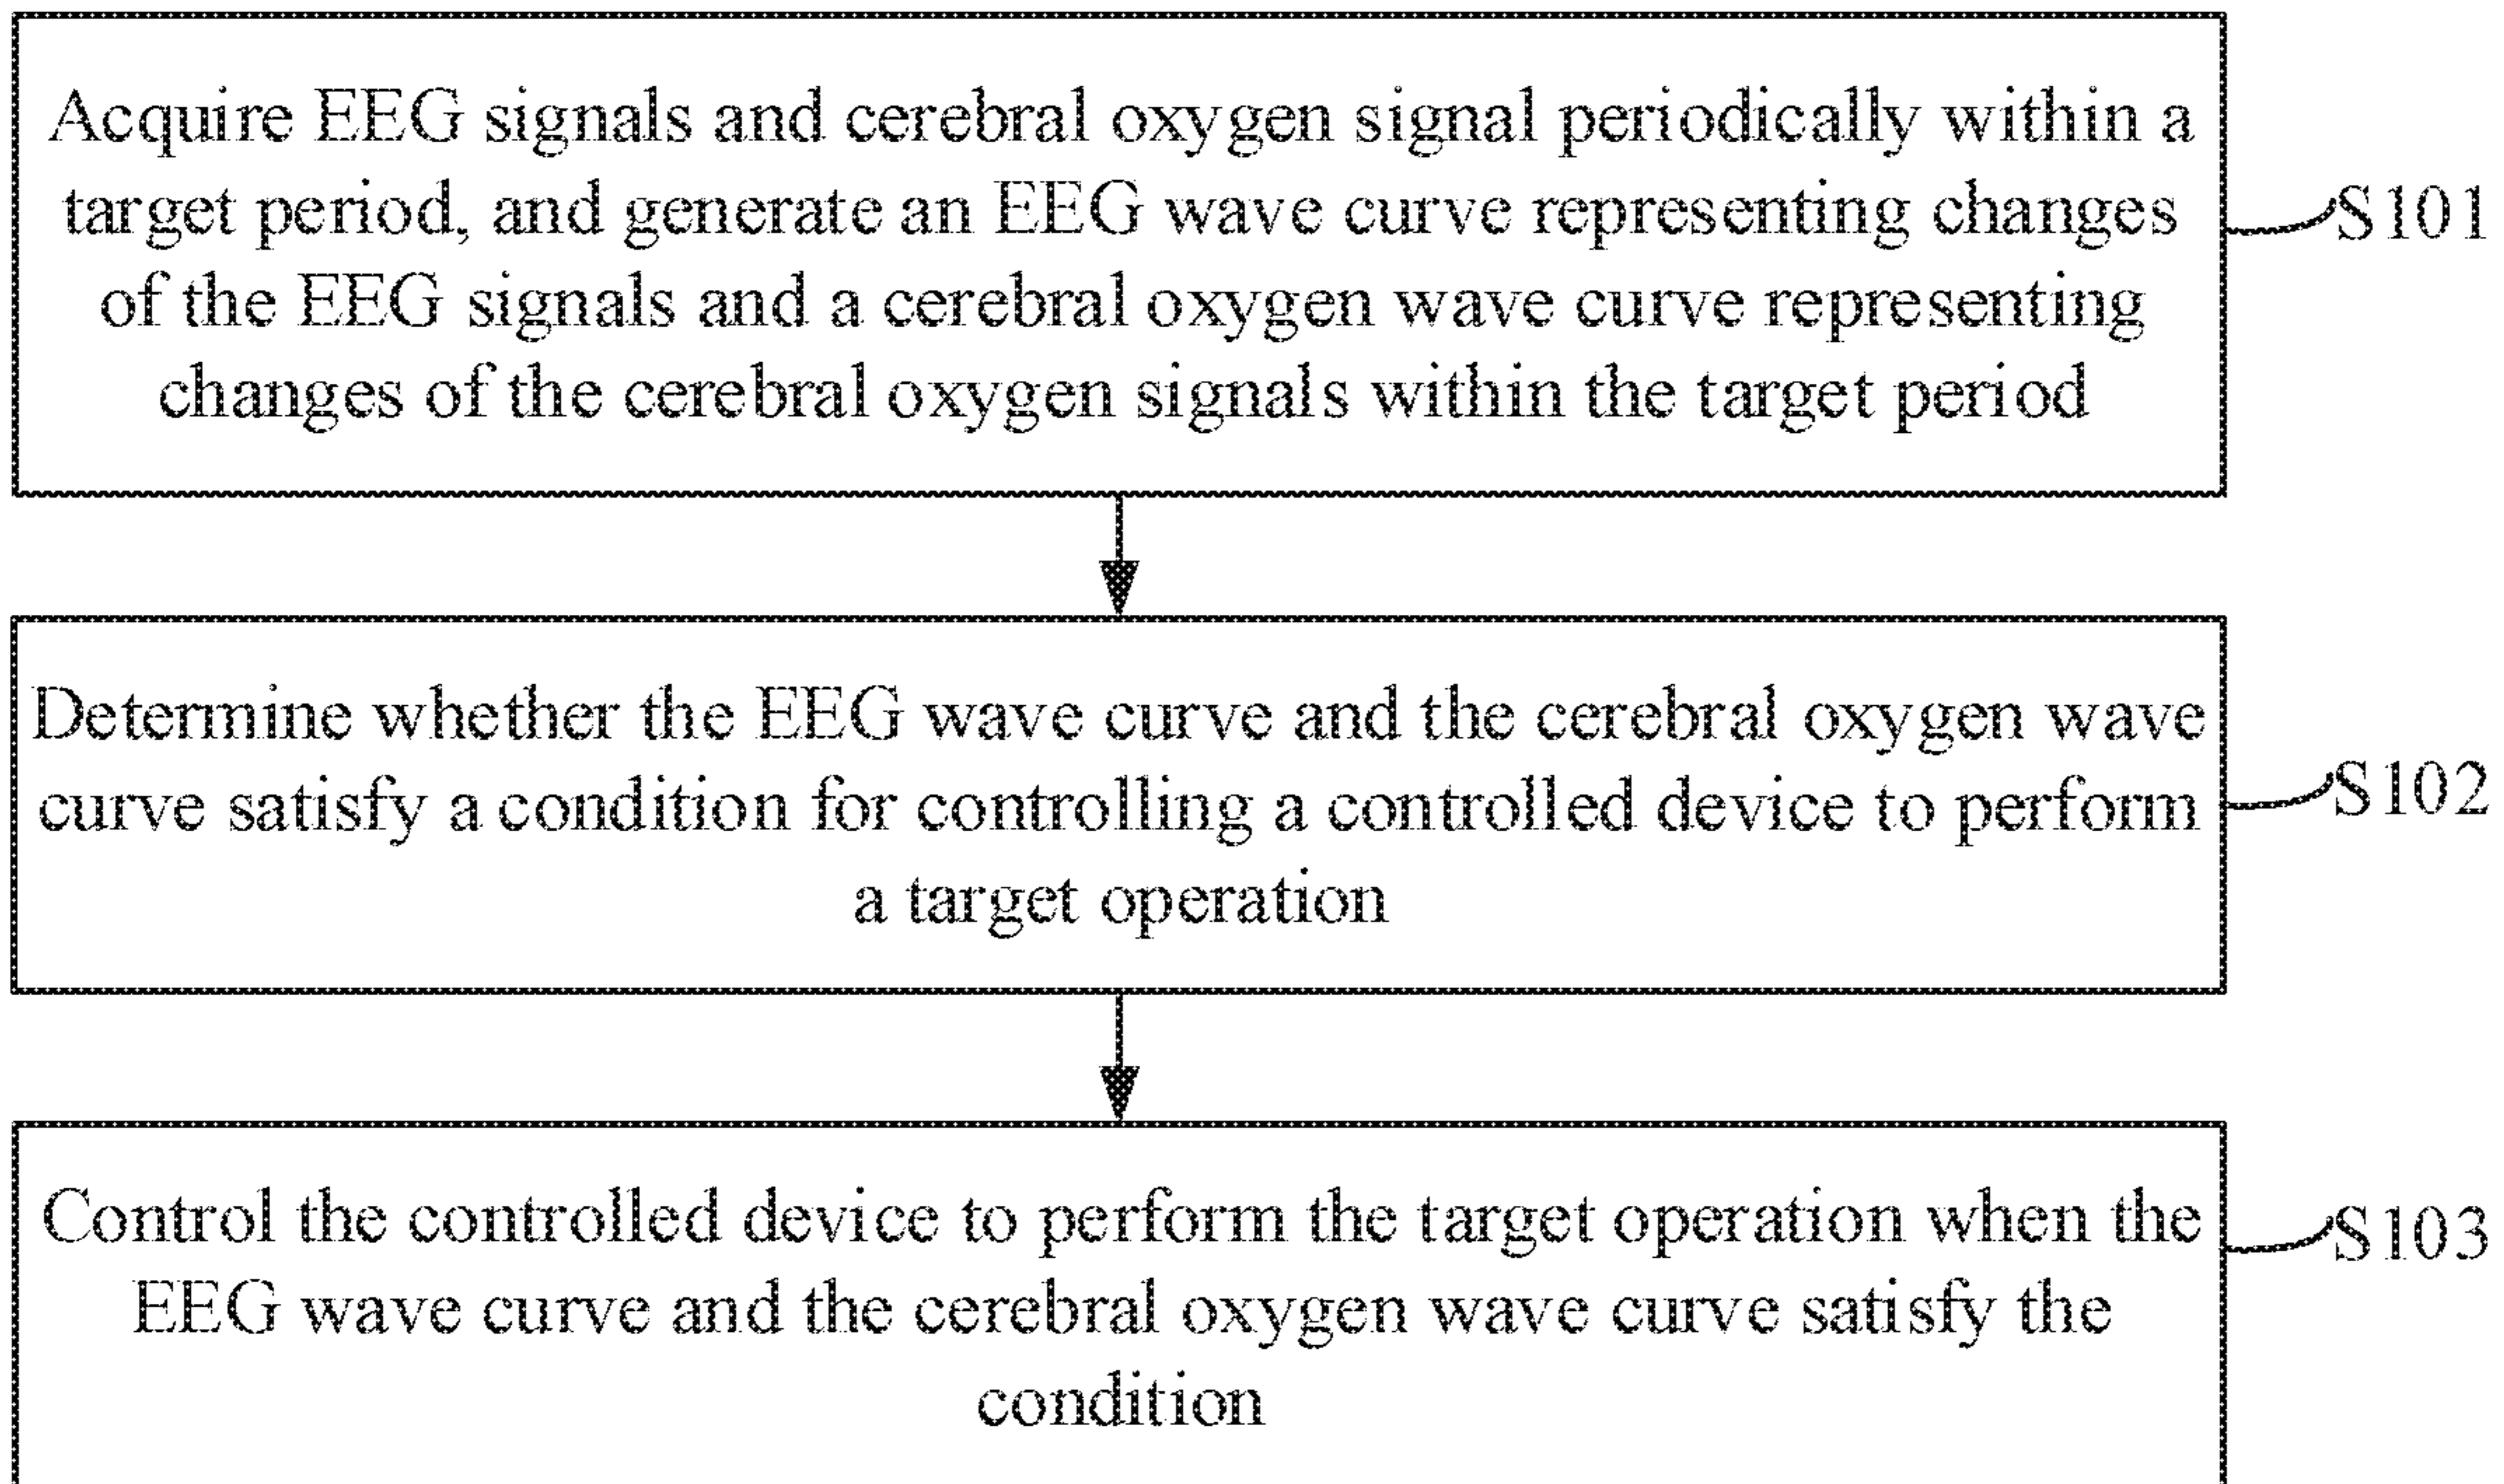 Acquire EEG signals and cerebral oxygen signal periodically within a
target period, and generate an EEG wave curve representing changes
of the EEG signals and a cerebral oxygen wave curve representing
changes of the cerebral oxygen signals within the target period
S101
Determine whether the EEG wave curve and the cerebral oxygen wave
curve satisfy a condition for controlling a controlled device to perform
a target operation
S102
Control the controlled device to perform the target operation when the
EEG wave curve and the cerebral oxygen wave curve satisfy the
condition
S103